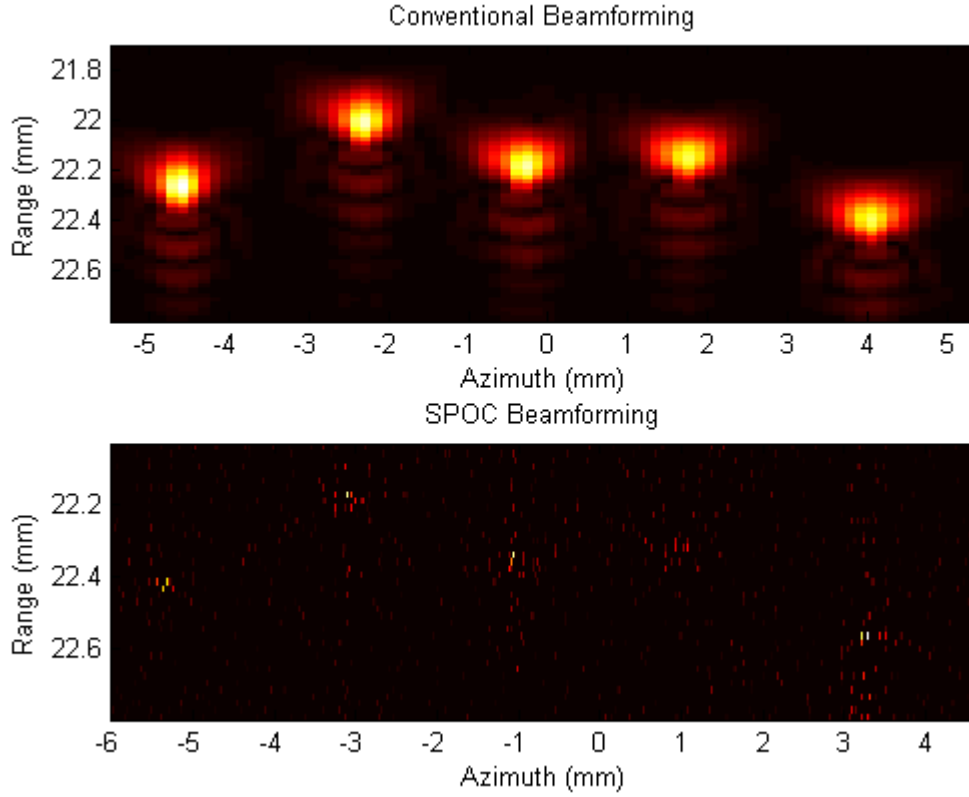 Conventional Beamforming
Range (mm)
21.8
22
22.2
22.4
22.6
-5 -4 -3 -2 -1 0 1 2 3 4 5
Azimuth (mm)
SPOC Beamforming
Range (mm)
22.2
22.4
22.6
-6 -5 -4 -3 -2 -1 0 1 2 3 4
Azimuth (mm)